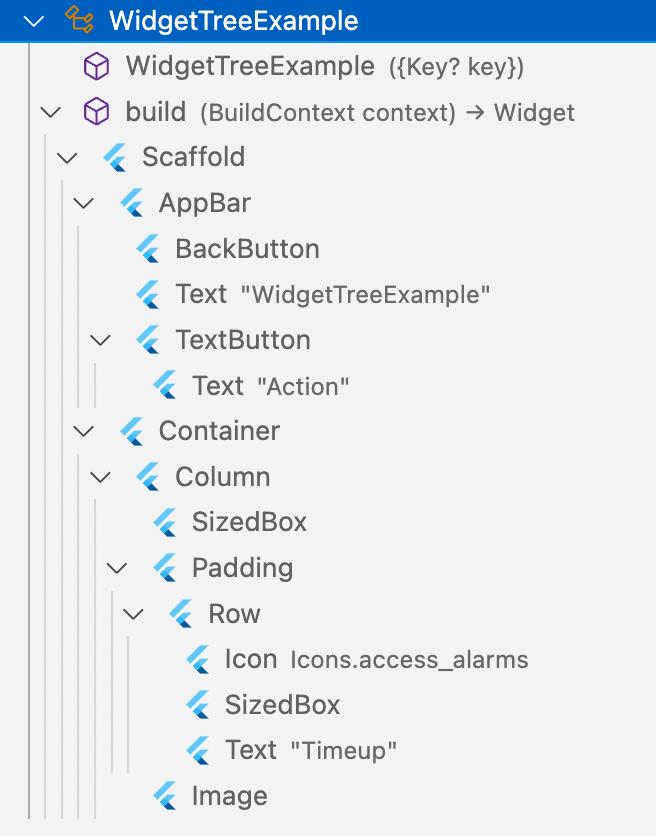 WidgetTreeExample
WidgetTreeExample ({Key? key})
build (BuildContext context) → Widget
Scaffold
AppBar
BackButton
Text "WidgetTreeExample"
TextButton
Text "Action"
Container
Column
SizedBox
Padding
Row
Icon Icons.access_alarms
SizedBox
Text "Timeup"
Image